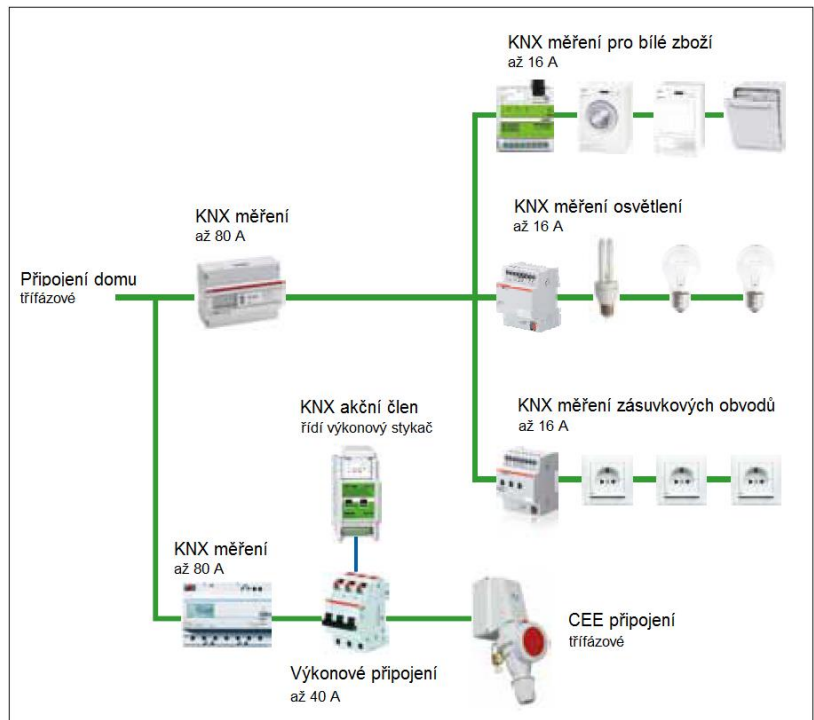 KNX měření pro bílé zboží
až 16 A
KNX měření
až 80 A
KNX měření osvětlení
až 16 A
Připojení domu
třífázové
KNX akční člen
řídí výkonový stykač
KNX měření zásuvkových obvodů
až 16 A
KNX měření
až 80 A
CEE připojení
třífázové
Výkonové připojení
až 40 A